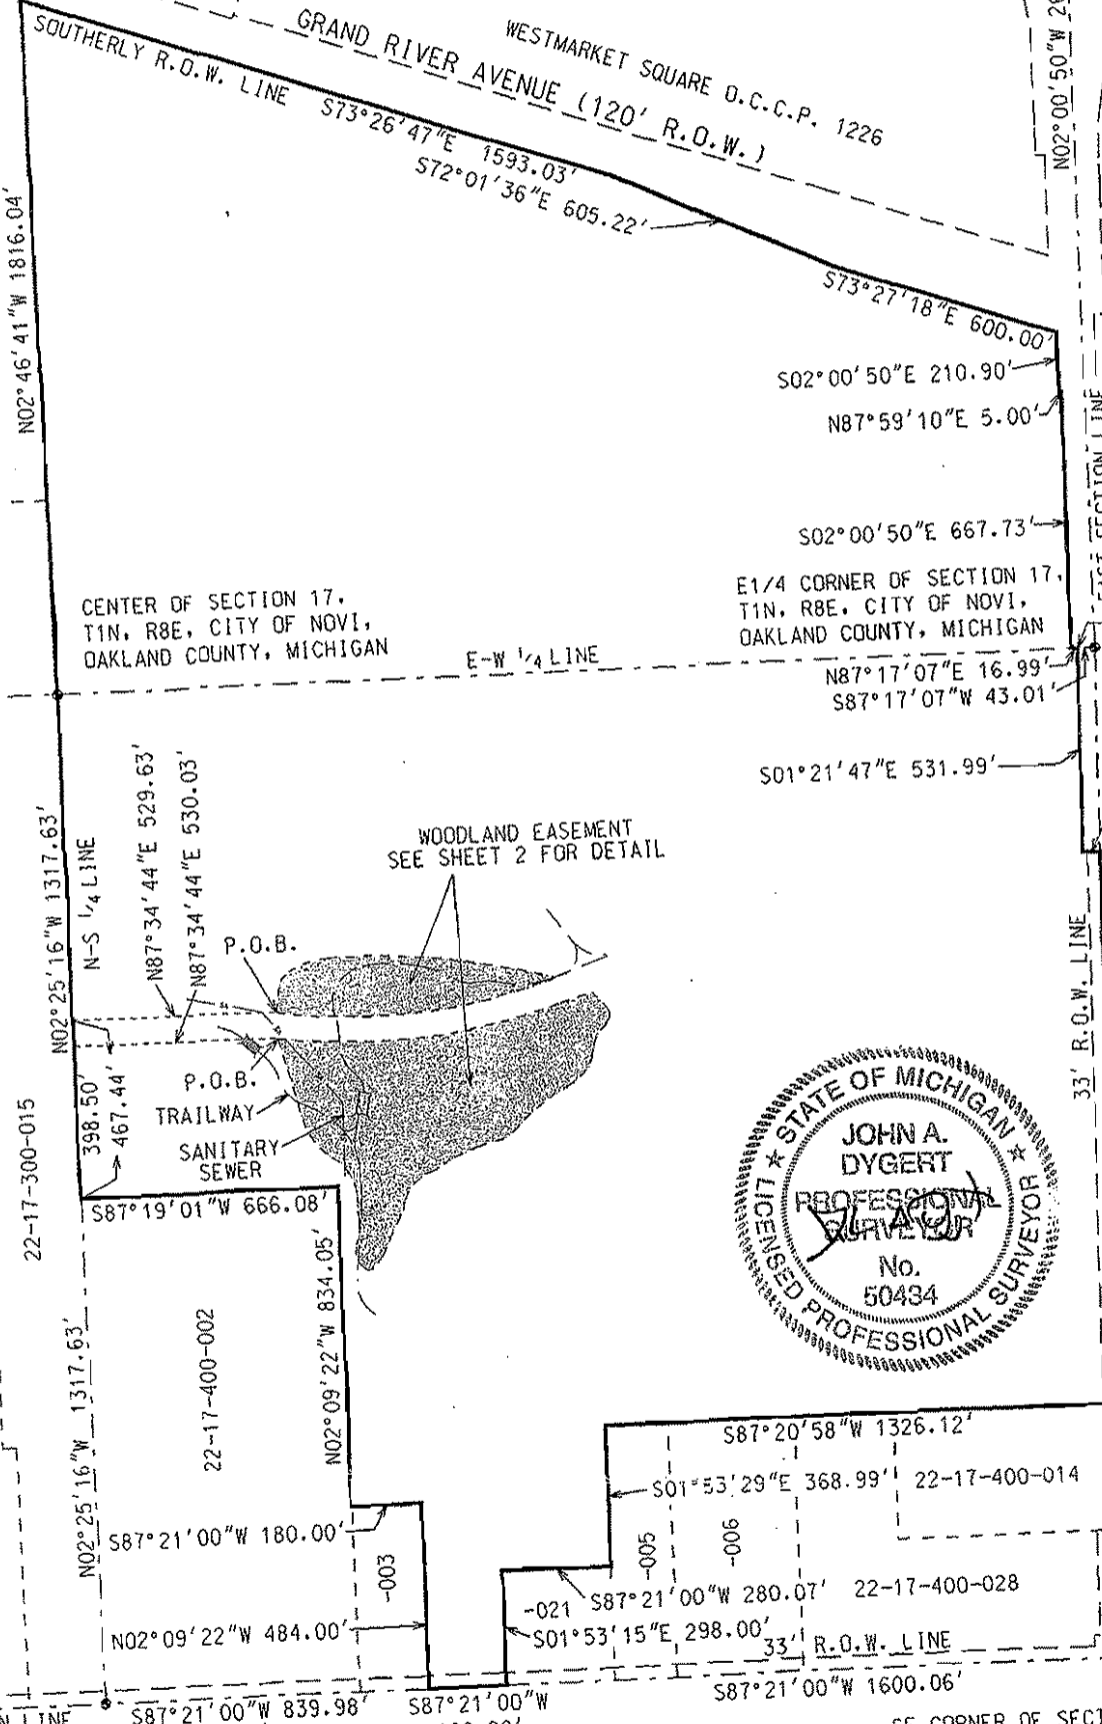 WESTMARKET SQUARE O.C.C.P. 1226
GRAND RIVER AVENUE (120' R.O.W.)
SOUTHERLY R.O.W. LINE S73°26'47"E 1593.03'
S72°01'36"E 605.22'
S73°27'18"E 600.00'
N02°46'41"W 1816.04'
S02°00'50"E 210.90'
N87°59'10"E 5.00'
S02°00'50"E 667.73'
CENTER OF SECTION 17,
T1N, R8E, CITY OF NOVI,
OAKLAND COUNTY, MICHIGAN
E-W 1/4 LINE
E1/4 CORNER OF SECTION 17,
T1N, R8E, CITY OF NOVI,
OAKLAND COUNTY, MICHIGAN
EAST SECTION LINE
N87°17'07"E 16.99'
S87°17'07"W 43.01'
S01°21'47"E 531.99'
N02°25'16"W 1317.63'
N-S 1/4 LINE
N87°34'44"E 529.63'
N87°34'44"E 530.03'
WOODLAND EASEMENT
SEE SHEET 2 FOR DETAIL
P.O.B.
P.O.B.
TRAILWAY
SANITARY
SEWER
398.50'
467.44'
33' R.O.W. LINE
22-17-300-015
S87°19'01"W 666.08'
N02°09'22"W 834.05'
22-17-400-002
N02°25'16"W 1317.63'
STATE OF MICHIGAN
JOHN A.
DYGERT
PROFESSIONAL
SURVEYOR
No.
50434
LICENSED PROFESSIONAL SURVEYOR
S87°20'58"W 1326.12'
S01°53'29"E 368.99'
22-17-400-014
S87°21'00"W 180.00'
-003
-005
-006
-021
S87°21'00"W 280.07'
22-17-400-028
N02°09'22"W 484.00'
S01°53'15"E 298.00'
33' R.O.W. LINE
S87°21'00"W 839.98'
S87°21'00"W
S87°21'00"W 1600.06'
LINE